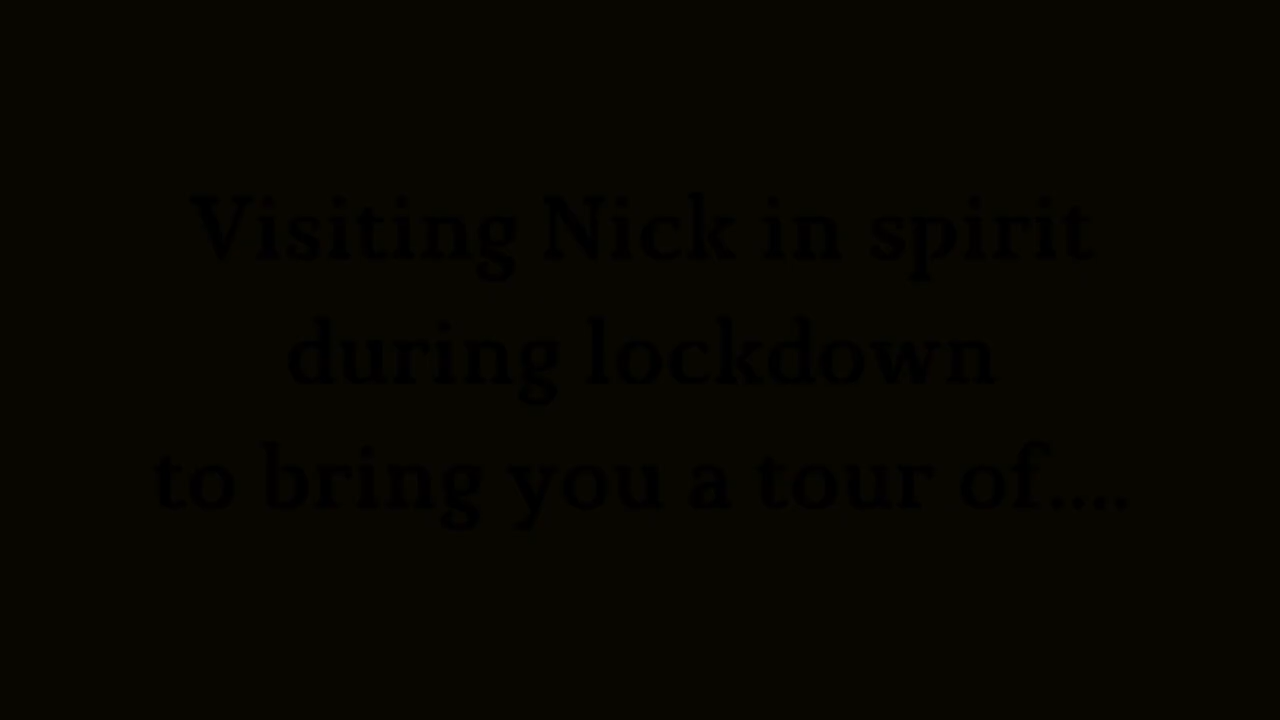 Visiting Nick in spirit
during lockdown
to bring you a tour of....